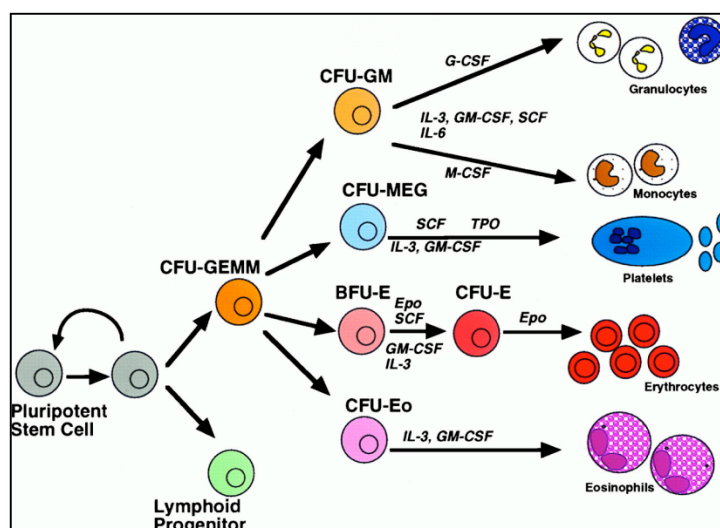 G-CSF
Granulocytes
CFU-GM
IL-3, GM-CSF, SCF
IL-6
M-CSF
Monocytes
CFU-MEG
SCF TPO
IL-3, GM-CSF
Platelets
CFU-GEMM
BFU-E
Epo
SCF
GM-CSF
IL-3
CFU-E
Epo
Erythrocytes
Pluripotent
Stem Cell
CFU-Eo
IL-3, GM-CSF
Eosinophils
Lymphoid
Progenitor